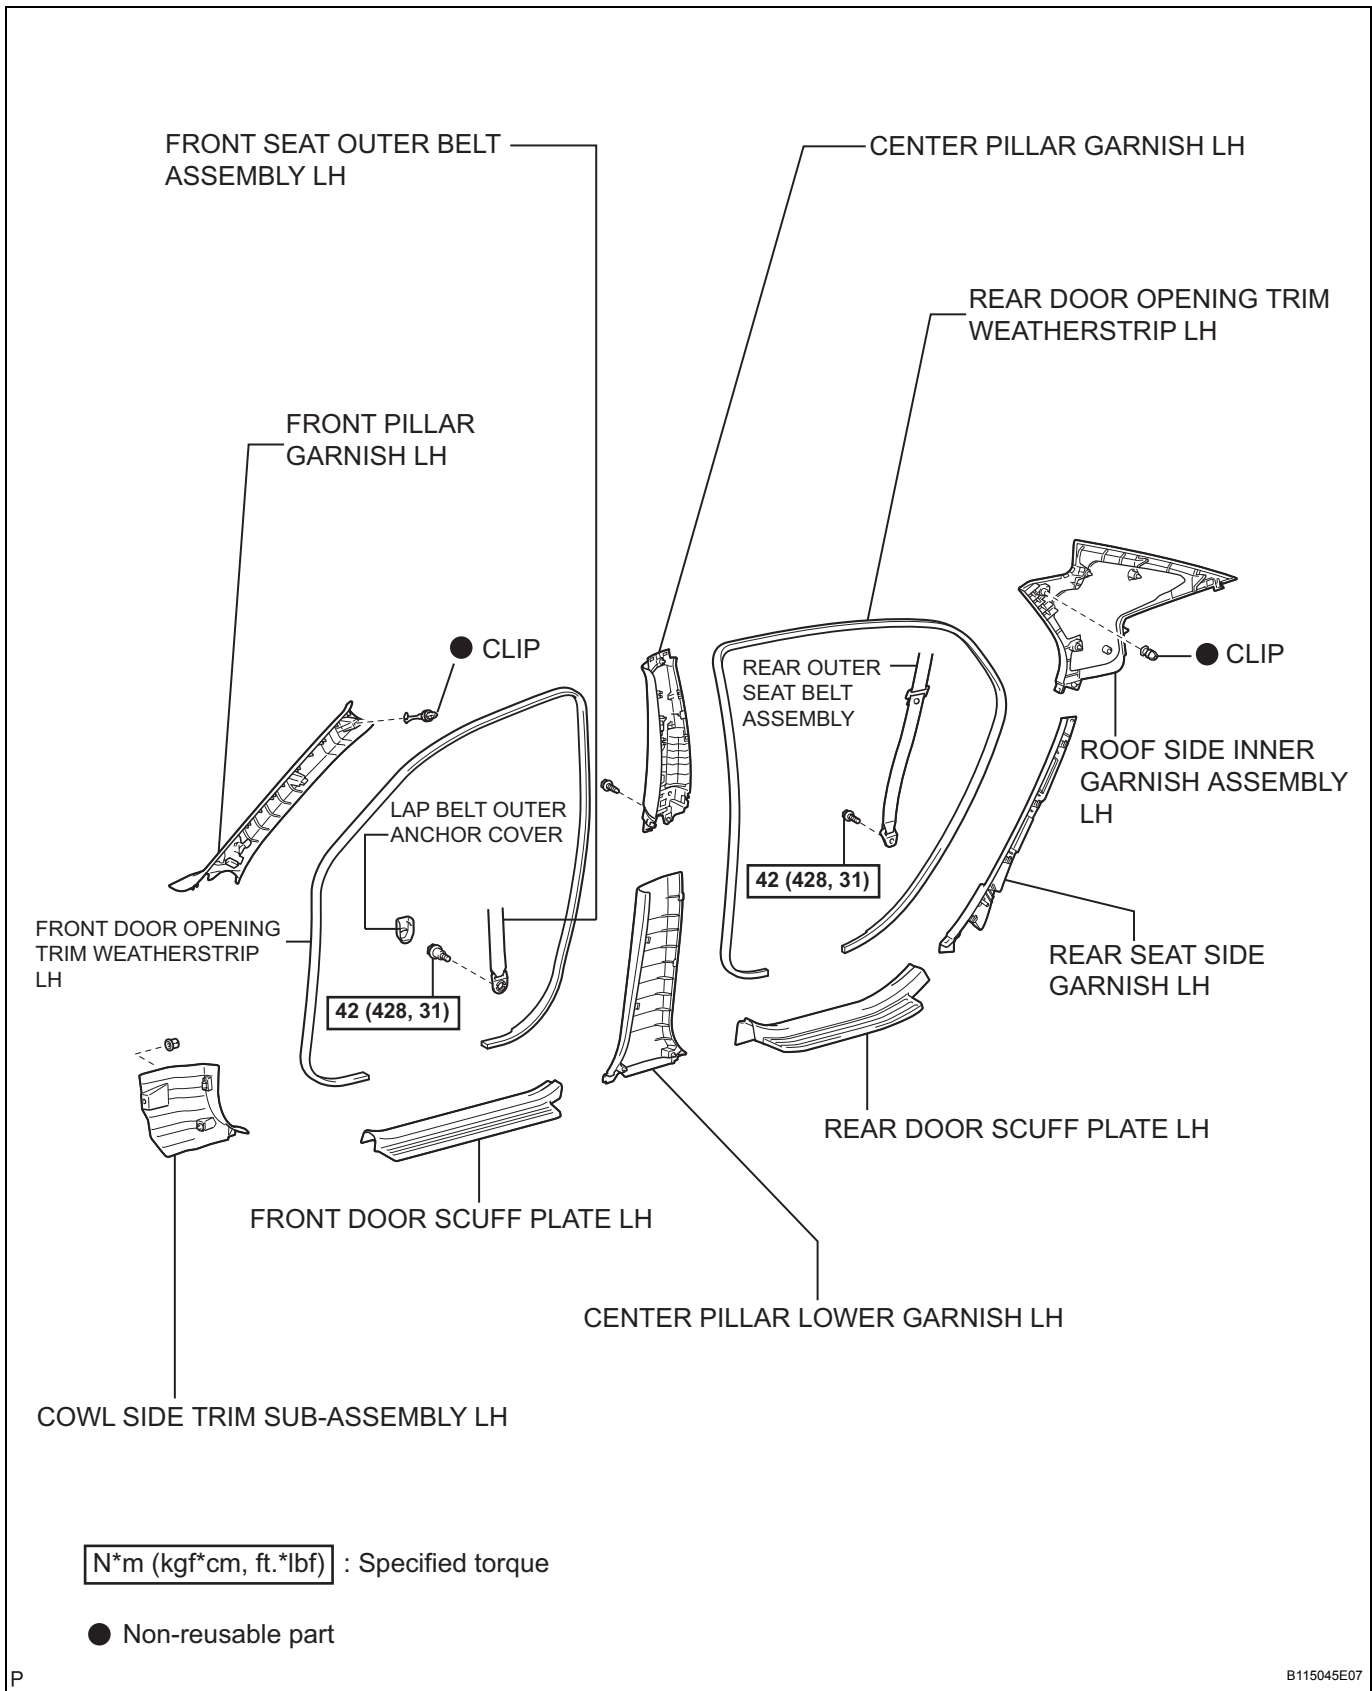 FRONT SEAT OUTER BELT
ASSEMBLY LH
CENTER PILLAR GARNISH LH
REAR DOOR OPENING TRIM
WEATHERSTRIP LH
FRONT PILLAR
GARNISH LH
CLIP
REAR OUTER
SEAT BELT
ASSEMBLY
CLIP
ROOF SIDE INNER
GARNISH ASSEMBLY
LH
LAP BELT OUTER
ANCHOR COVER
42 (428, 31)
FRONT DOOR OPENING
TRIM WEATHERSTRIP
LH
REAR SEAT SIDE
GARNISH LH
42 (428, 31)
REAR DOOR SCUFF PLATE LH
FRONT DOOR SCUFF PLATE LH
CENTER PILLAR LOWER GARNISH LH
COWL SIDE TRIM SUB-ASSEMBLY LH
N*m (kgf*cm, ft.*lbf) : Specified torque
Non-reusable part
P
B115045E07